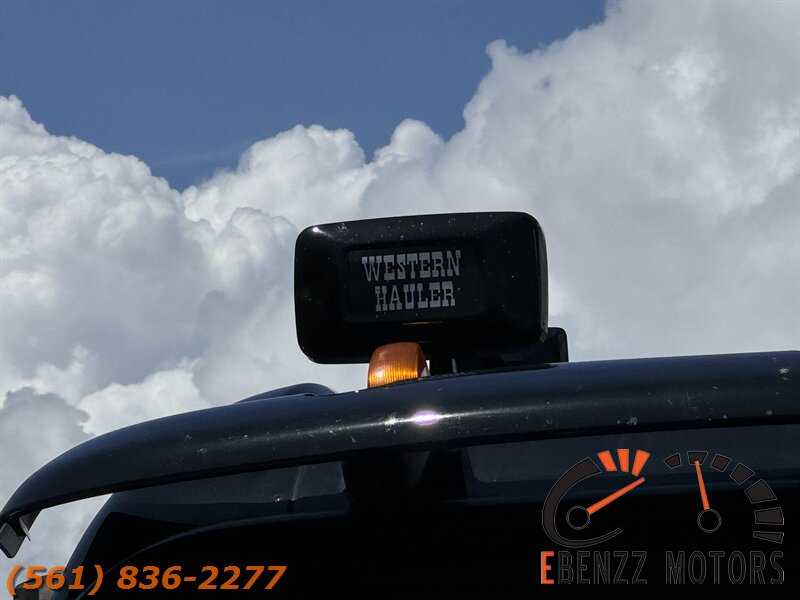 WESTERN
HAULER
(561) 836-2277
EBENZZ MOTORS